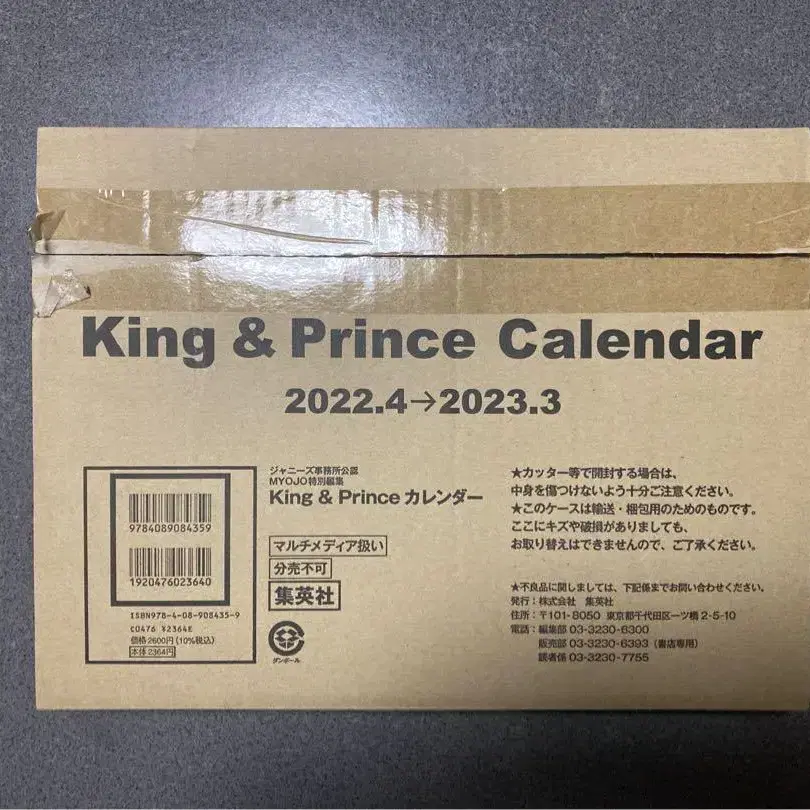 King & Prince Calendar
2022.4→2023.3
9784089084359
1920476023640
ISBN978-4-08-908435-9
C0476 ¥2364E
価格2600円(10%税込)
本体2364円
ジャニーズ事務所公認
MYOJO特別編集
King & Prince カレンダー
マルチメディア扱い
分売不可
集英社
ダンボール
★カッター等で開封する場合は、
中身を傷つけないよう十分ご注意ください。
★このケースは輸送・梱包用のためのものです。
ここにキズや破損がありましても、
お取り替えはできませんので、ご了承ください。
★不良品に関しましては、下記係までお問い合わせください。
発行:株式会社 集英社
住所:〒101-8050 東京都千代田区一ツ橋2-5-10
電話:編集部 03-3230-6300
販売部 03-3230-6393(書店専用)
読者係 03-3230-7755